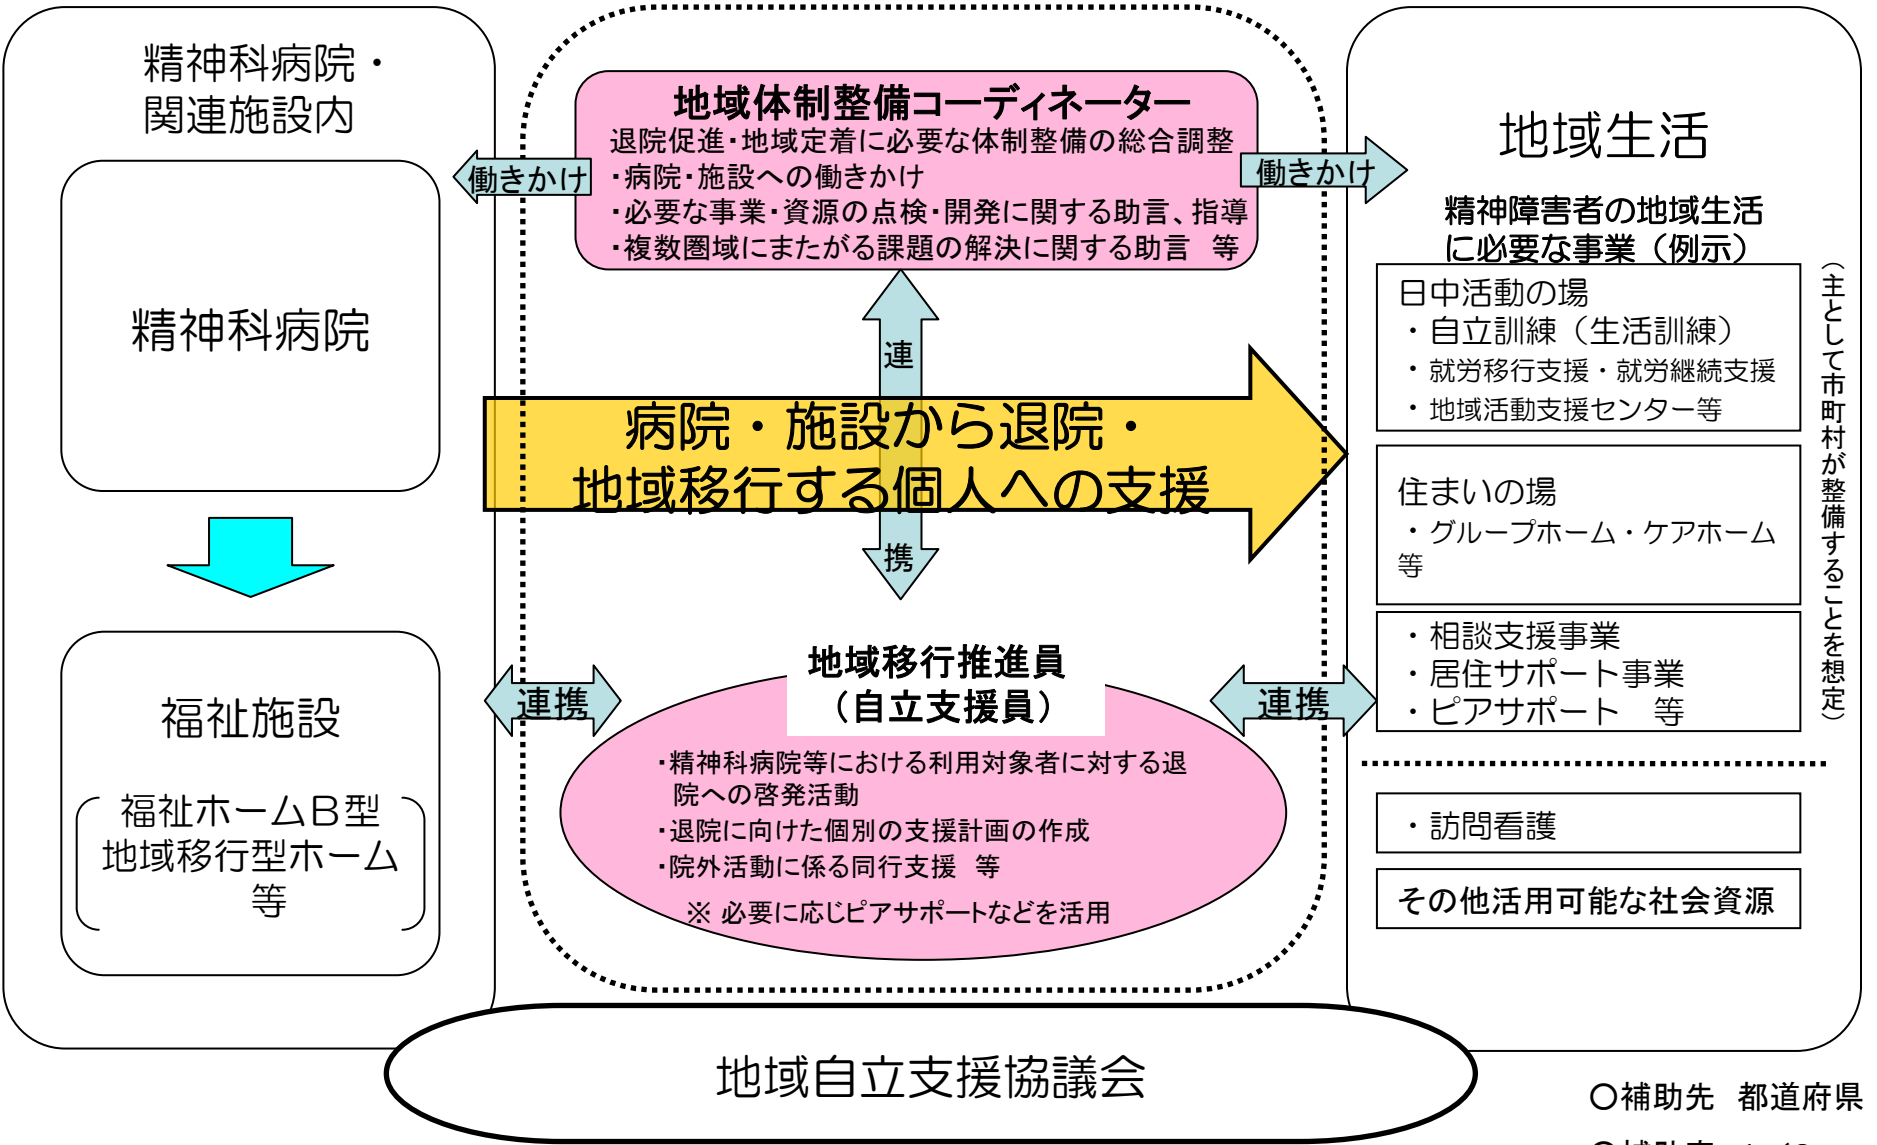 精神科病院・
関連施設内
精神科病院
福祉施設
福祉ホームB型
地域移行型ホーム
等
地域体制整備コーディネーター
退院促進・地域定着に必要な体制整備の総合調整
・病院・施設への働きかけ
・必要な事業・資源の点検・開発に関する助言、指導
・複数圏域にまたがる課題の解決に関する助言　等
働きかけ
働きかけ
連
病院・施設から退院・
地域移行する個人への支援
携
地域移行推進員
（自立支援員）
連携
連携
・精神科病院等における利用対象者に対する退
院への啓発活動
・退院に向けた個別の支援計画の作成
・院外活動に係る同行支援　等
※ 必要に応じピアサポートなどを活用
地域生活
精神障害者の地域生活
に必要な事業（例示）
日中活動の場
・自立訓練（生活訓練）
・就労移行支援・就労継続支援
・地域活動支援センター等
住まいの場
・グループホーム・ケアホーム
等
・相談支援事業
・居住サポート事業
・ピアサポート　等
（主として市町村が整備することを想定）
・訪問看護
その他活用可能な社会資源
地域自立支援協議会
○補助先　都道府県